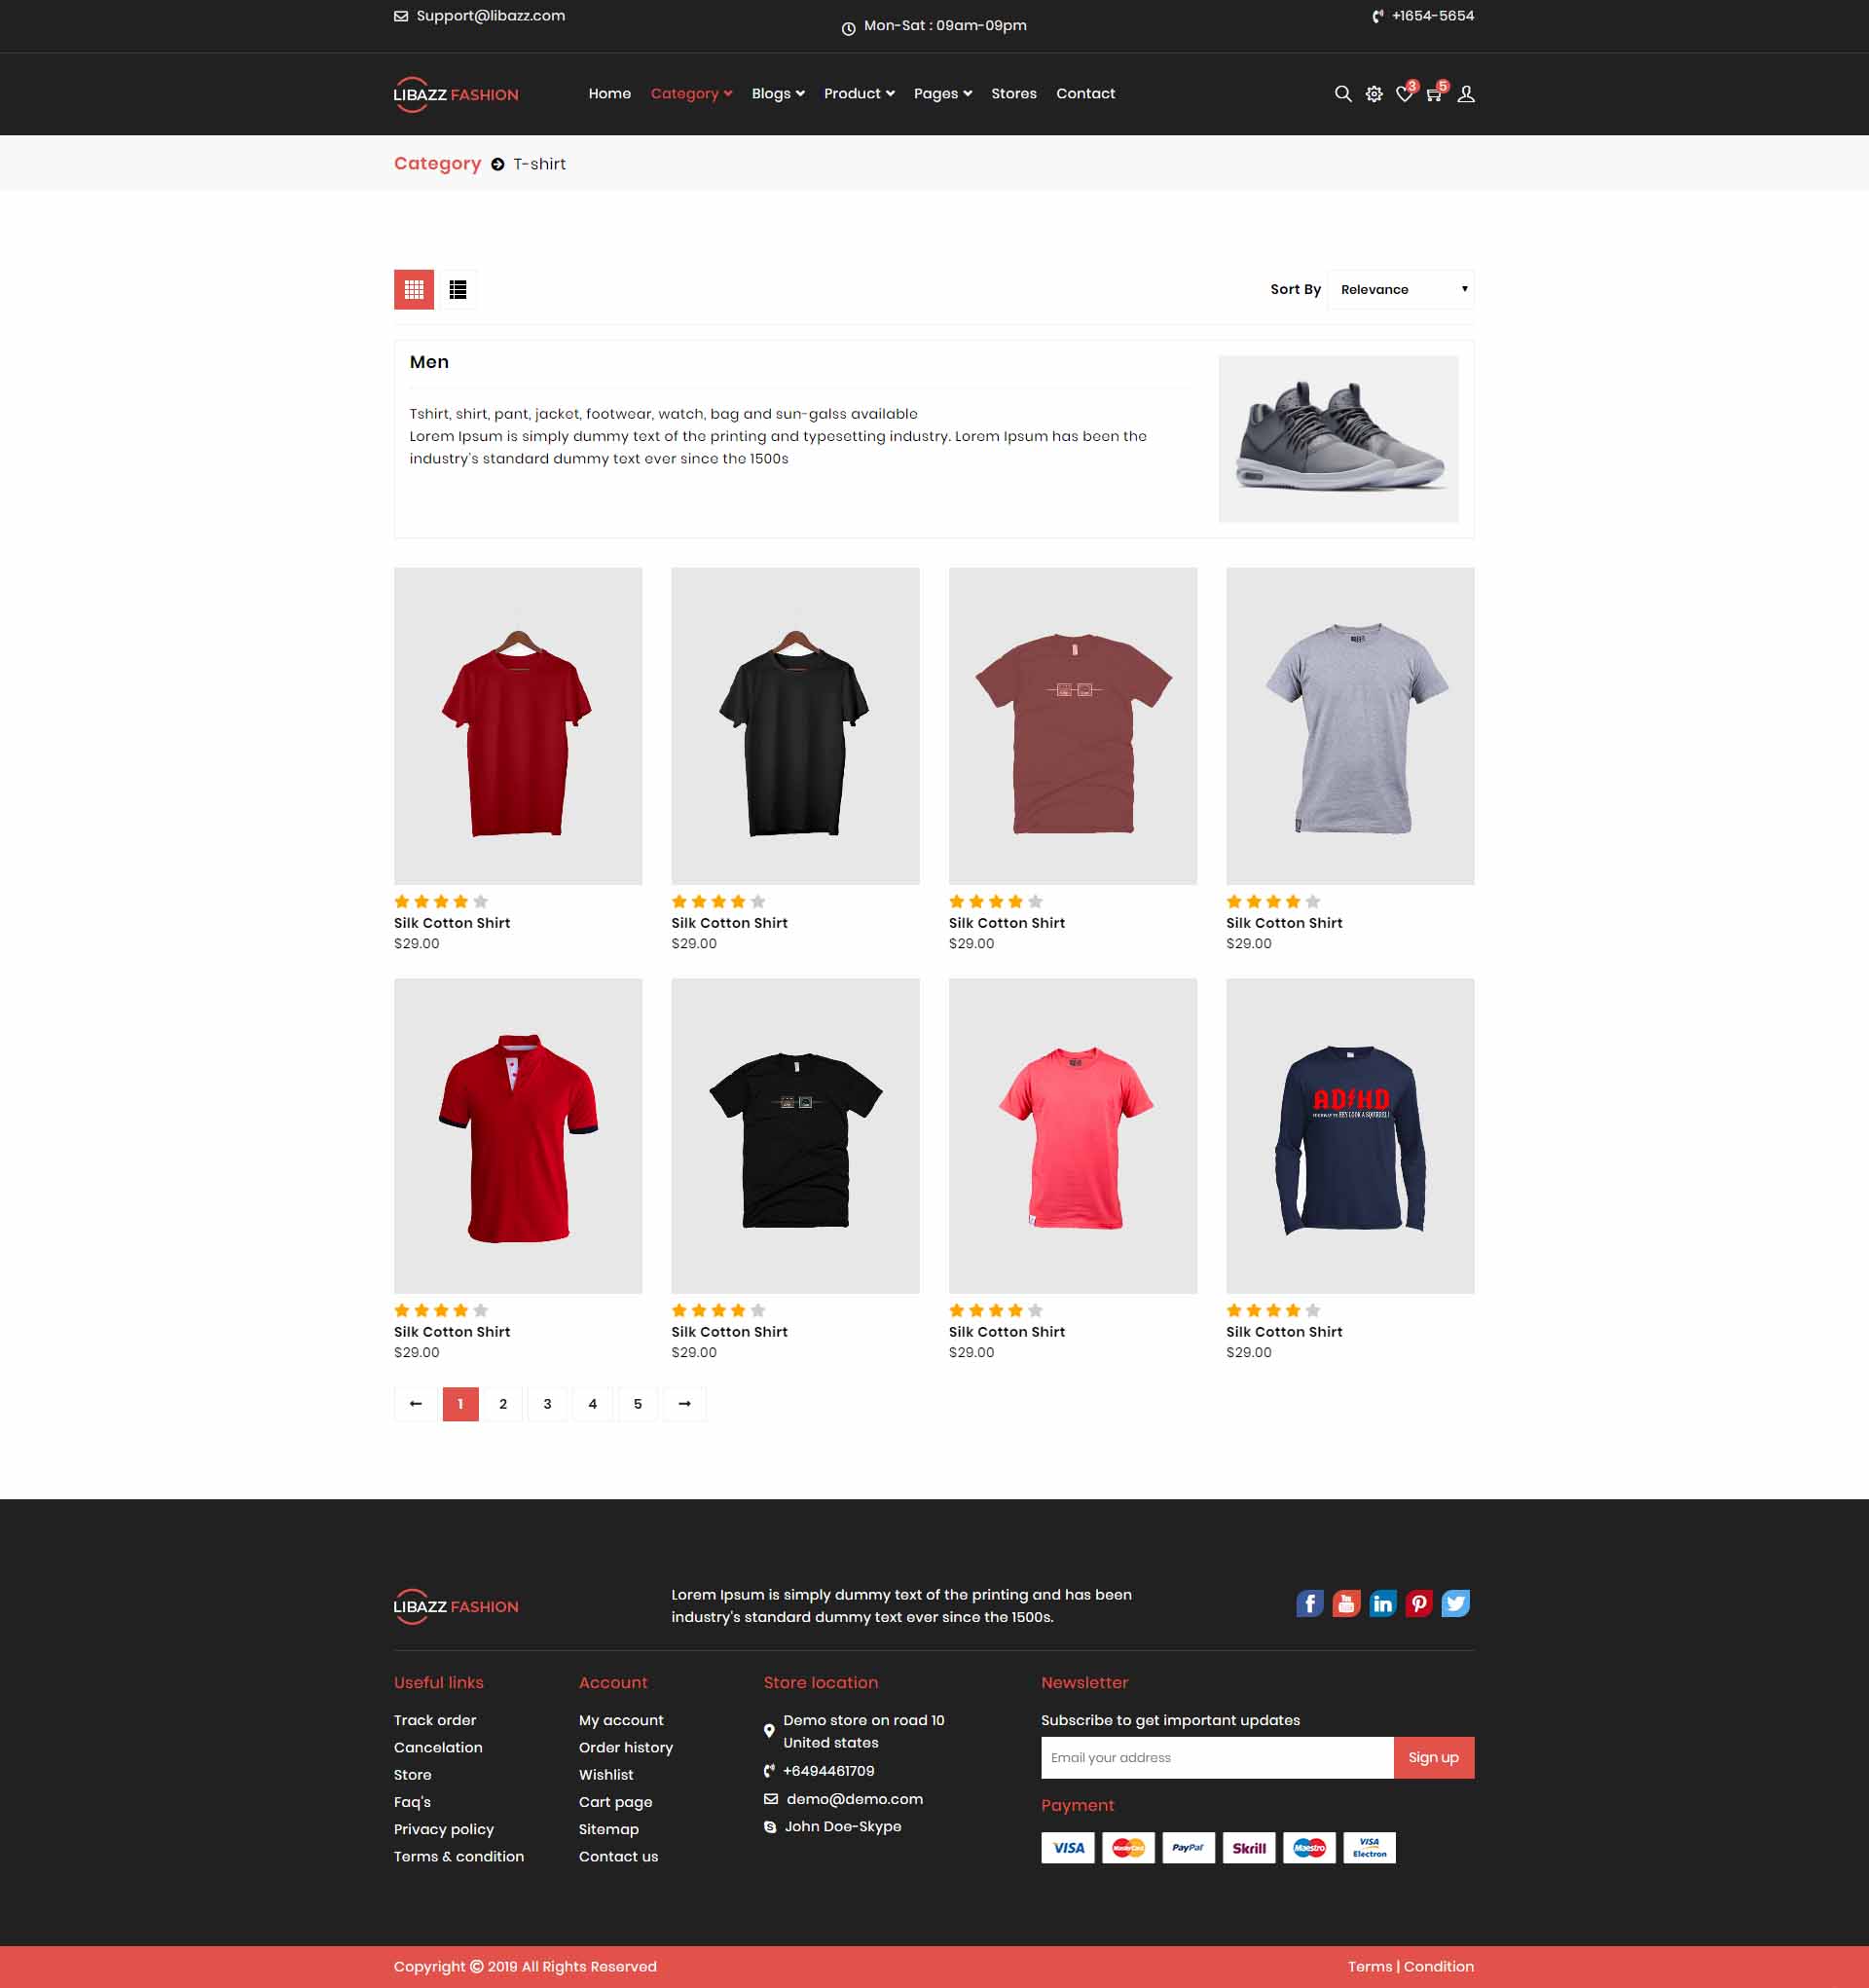 Support@libazz.com
Mon-Sat : 09am-09pm
+1654-5654
LIBAZZ FASHION
Home Category Blogs Product Pages Stores Contact
3 5
Category T-shirt
Sort By Relevance
Men
Tshirt, shirt, pant, jacket, footwear, watch, bag and sun-galss available
Lorem Ipsum is simply dummy text of the printing and typesetting industry. Lorem Ipsum has been the
industry's standard dummy text ever since the 1500s
Silk Cotton Shirt
$29.00
Silk Cotton Shirt
$29.00
Silk Cotton Shirt
$29.00
Silk Cotton Shirt
$29.00
AD HD
HEY LOOK A SQUIRREL!
Silk Cotton Shirt
$29.00
Silk Cotton Shirt
$29.00
Silk Cotton Shirt
$29.00
Silk Cotton Shirt
$29.00
← 1 2 3 4 5 →
LIBAZZ FASHION
Lorem Ipsum is simply dummy text of the printing and has been
industry's standard dummy text ever since the 1500s.
Useful links
Track order
Cancelation
Store
Faq's
Privacy policy
Terms & condition
Account
My account
Order history
Wishlist
Cart page
Sitemap
Contact us
Store location
Demo store on road 10
United states
+6494461709
demo@demo.com
John Doe-Skype
Newsletter
Subscribe to get important updates
Email your address Sign up
Payment
VISA MasterCard PayPal Skrill Maestro VISA Electron
Copyright © 2019 All Rights Reserved
Terms | Condition